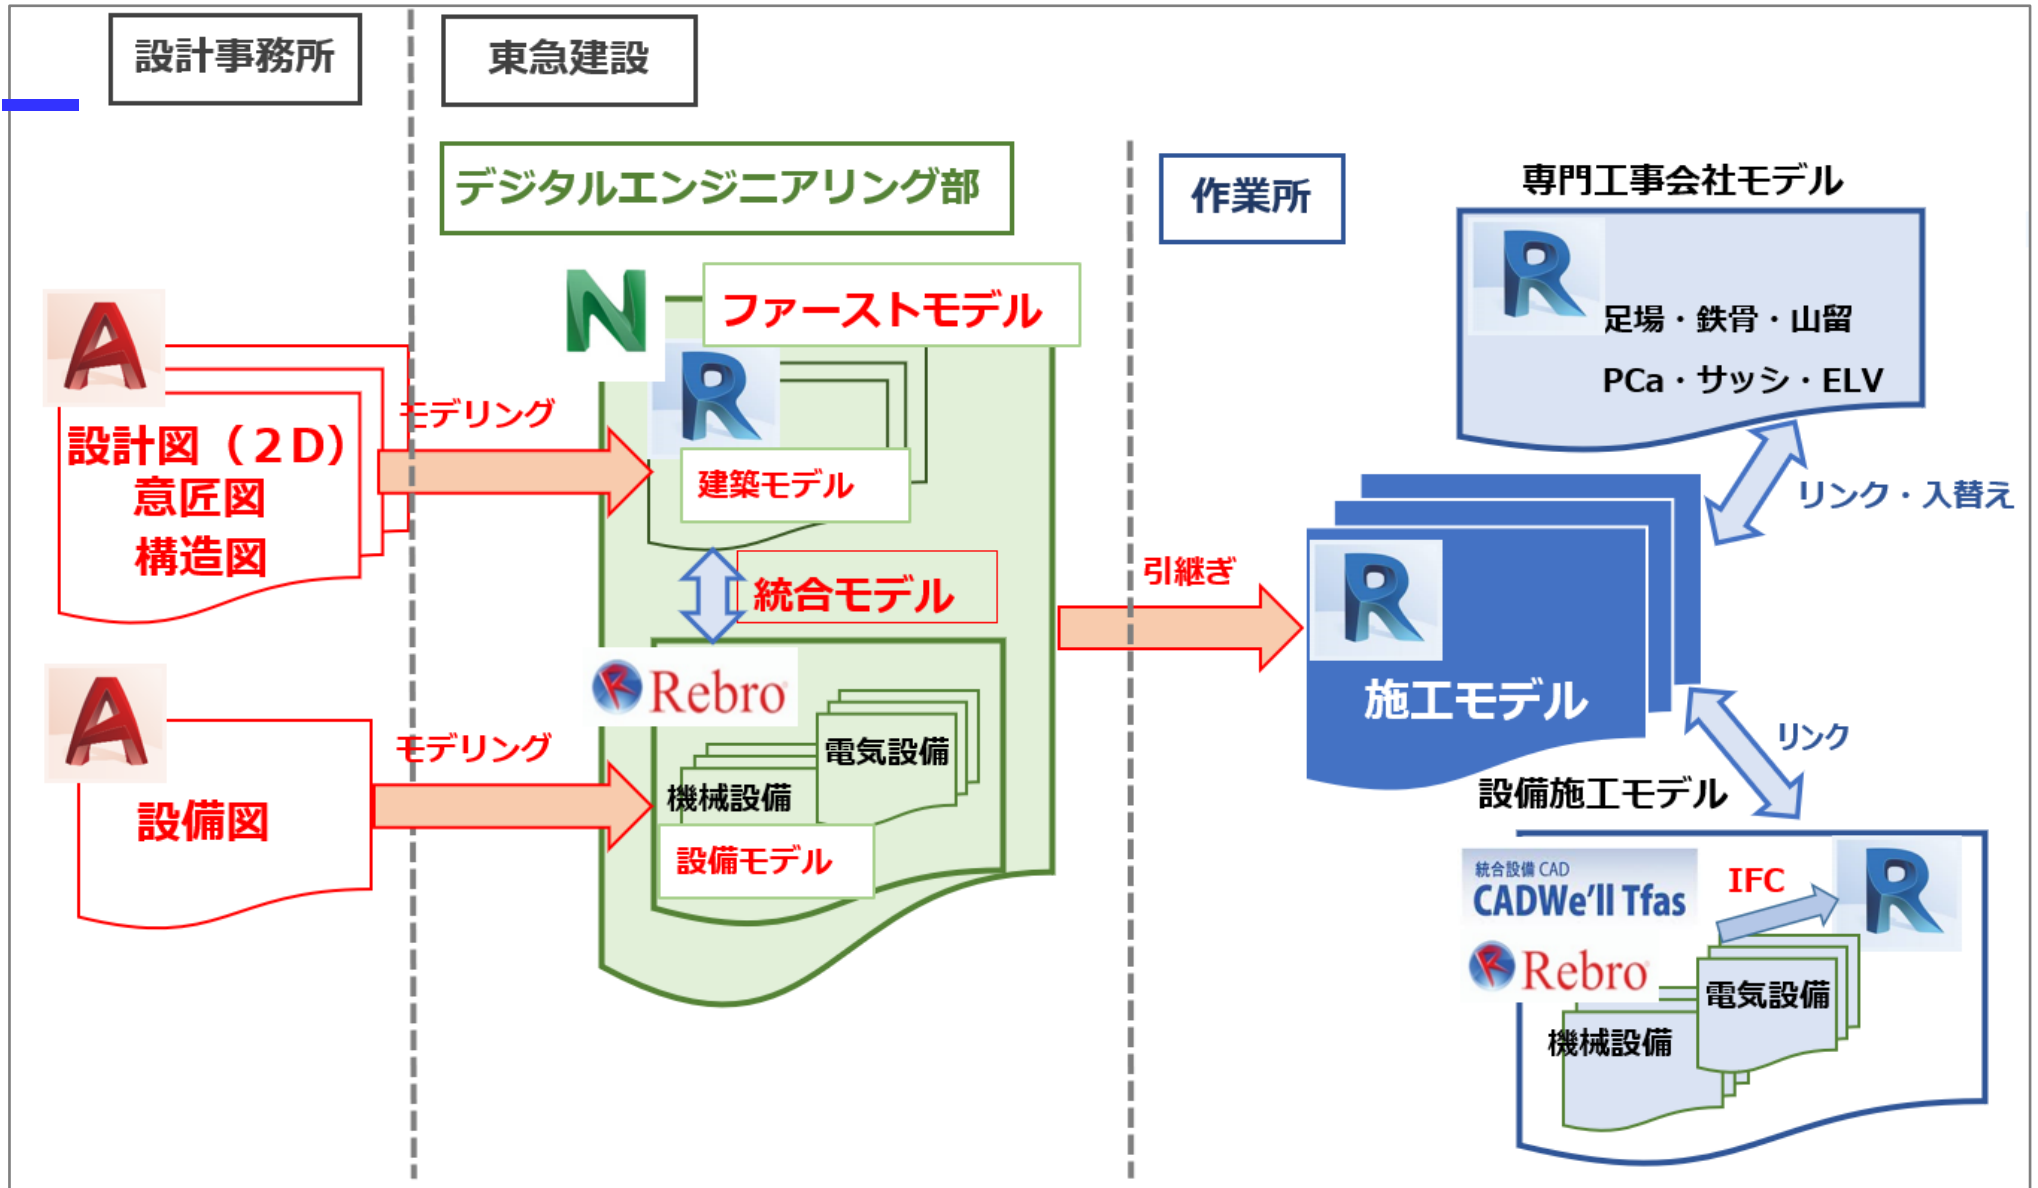 設計事務所
東急建設
デジタルエンジニアリング部
作業所
専門工事会社モデル
足場・鉄骨・山留
PCa・サッシ・ELV
ファーストモデル
モデリング
設計図（２D）
意匠図
構造図
建築モデル
統合モデル
引継ぎ
リンク・入替え
施工モデル
Rebro
モデリング
設備図
電気設備
機械設備
設備モデル
リンク
設備施工モデル
統合設備 CAD
CADWe'll Tfas
IFC
Rebro
電気設備
機械設備